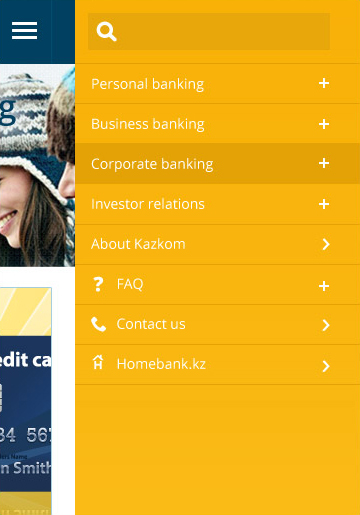 Personal banking
Business banking
Corporate banking
Investor relations
About Kazkom
? FAQ
Contact us
Homebank.kz
g
edit ca
34 567
n Smith